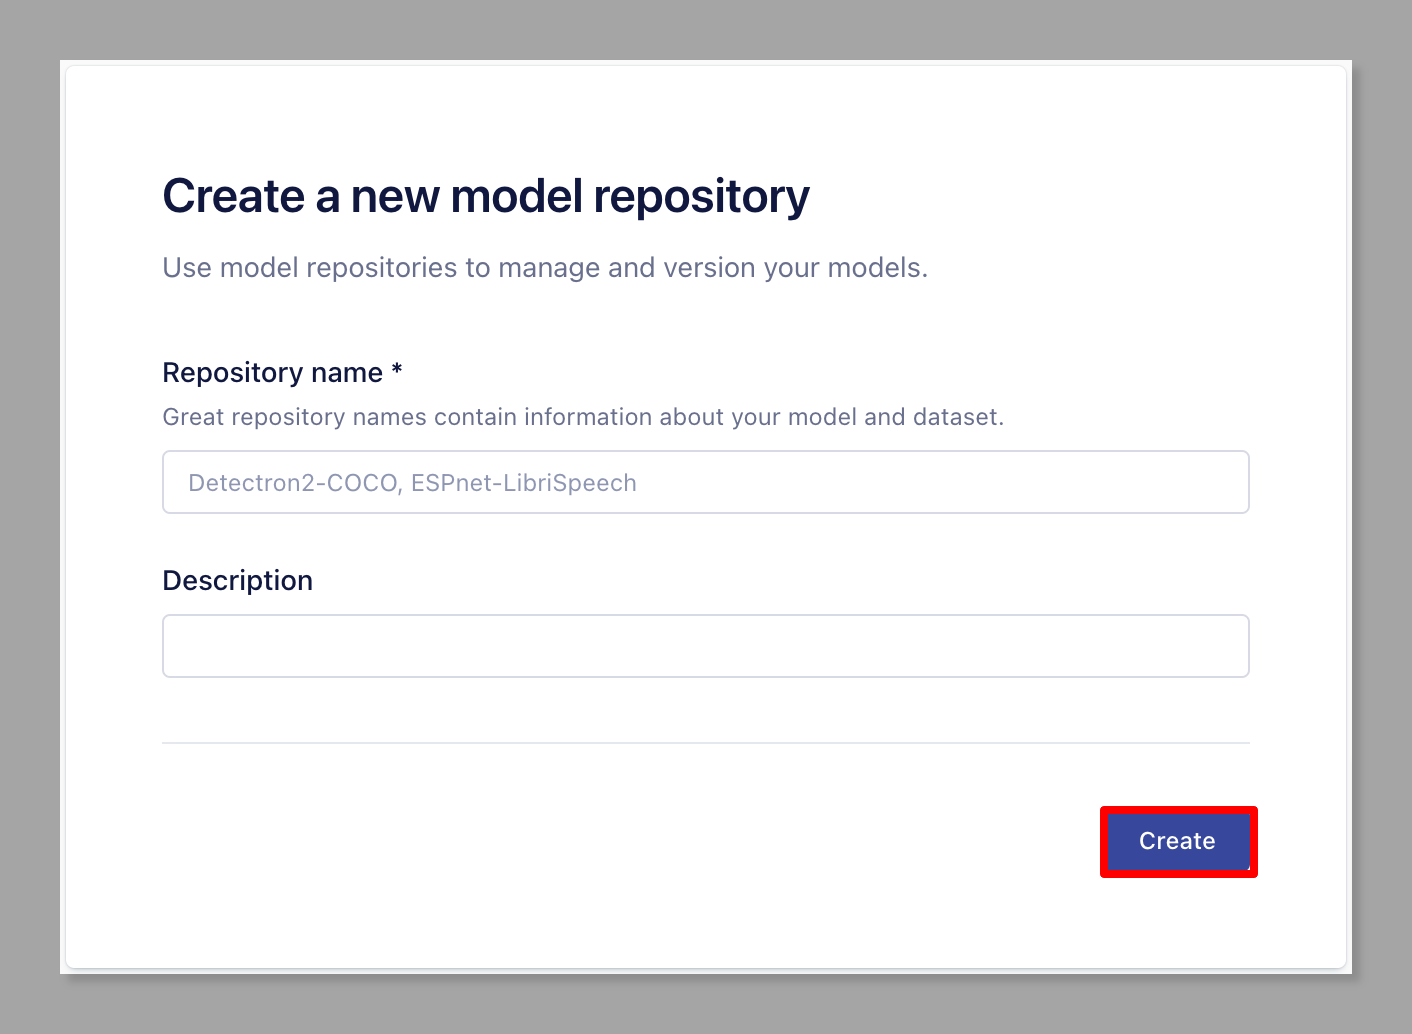 Create a new model repository
Use model repositories to manage and version your models.
Repository name *
Great repository names contain information about your model and dataset.
Detectron2-COCO, ESPnet-LibriSpeech
Description
Create